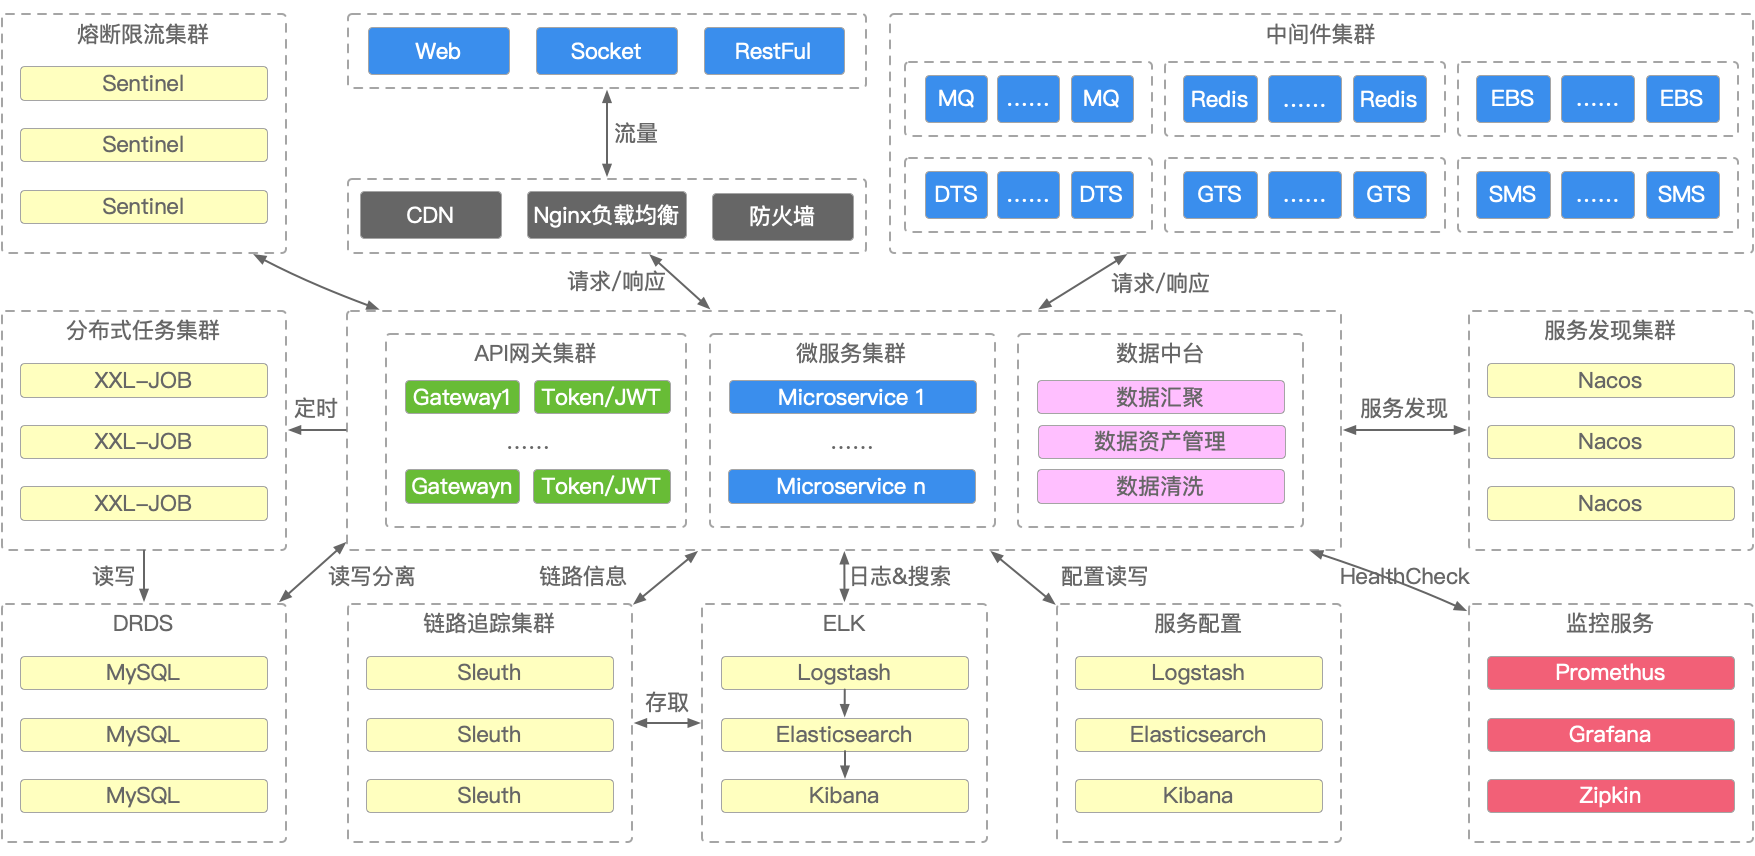 熔断限流集群
Sentinel
Sentinel
Sentinel
Web
Socket
RestFul
流量
CDN
Nginx负载均衡
防火墙
中间件集群
MQ
......
MQ
Redis
......
Redis
EBS
......
EBS
DTS
......
DTS
GTS
......
GTS
SMS
......
SMS
请求/响应
请求/响应
分布式任务集群
XXL-JOB
XXL-JOB
XXL-JOB
定时
API网关集群
Gateway1
Token/JWT
......
Gatewayn
Token/JWT
微服务集群
Microservice 1
......
Microservice n
数据中台
数据汇聚
数据资产管理
数据清洗
服务发现
服务发现集群
Nacos
Nacos
Nacos
读写
读写分离
链路信息
日志&搜索
配置读写
HealthCheck
DRDS
MySQL
MySQL
MySQL
链路追踪集群
Sleuth
Sleuth
Sleuth
存取
ELK
Logstash
Elasticsearch
Kibana
服务配置
Logstash
Elasticsearch
Kibana
监控服务
Promethus
Grafana
Zipkin